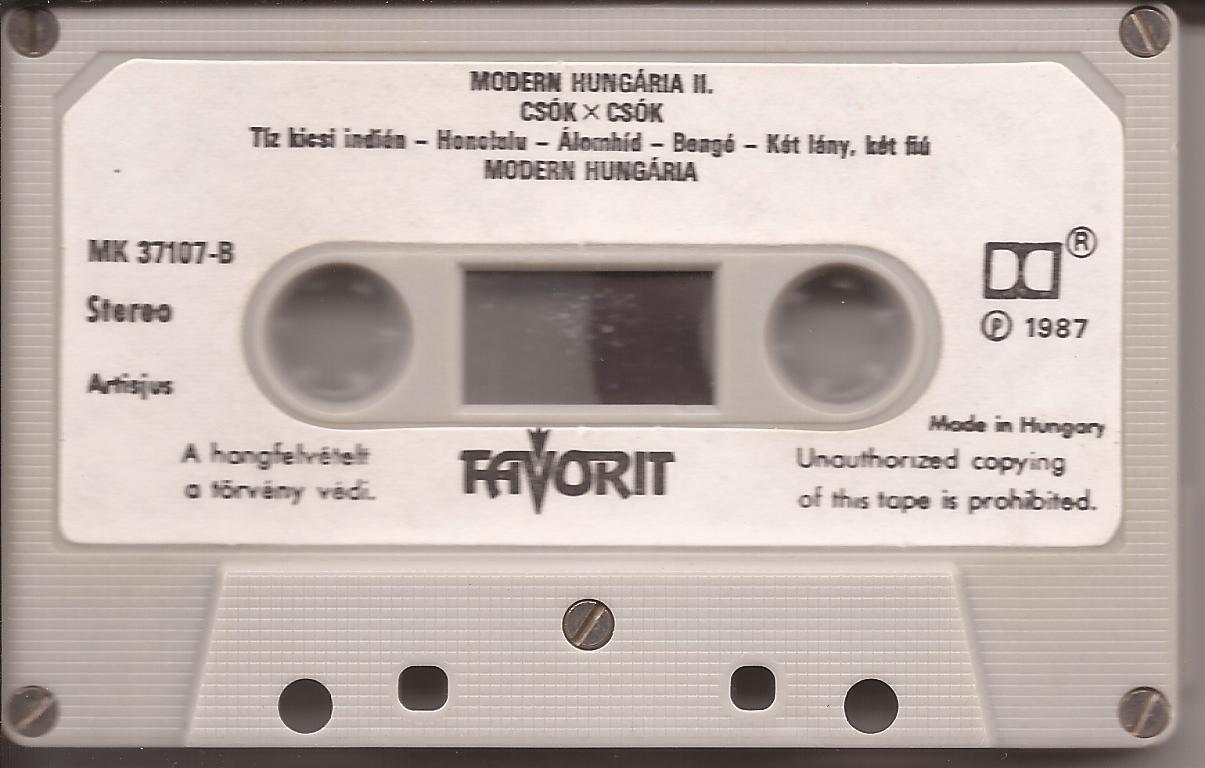 MODERN HUNGÁRIA II.
CSÓK × CSÓK
Tíz kicsi indián – Honolulu – Álomhíd – Bengó – Két lány, két fiú
MODERN HUNGÁRIA
MK 37107-B
Stereo
Artisjus
® 
℗ 1987
Made in Hungary
A hangfelvételt
a törvény védi.
FAVORIT
Unauthorized copying
of this tape is prohibited.